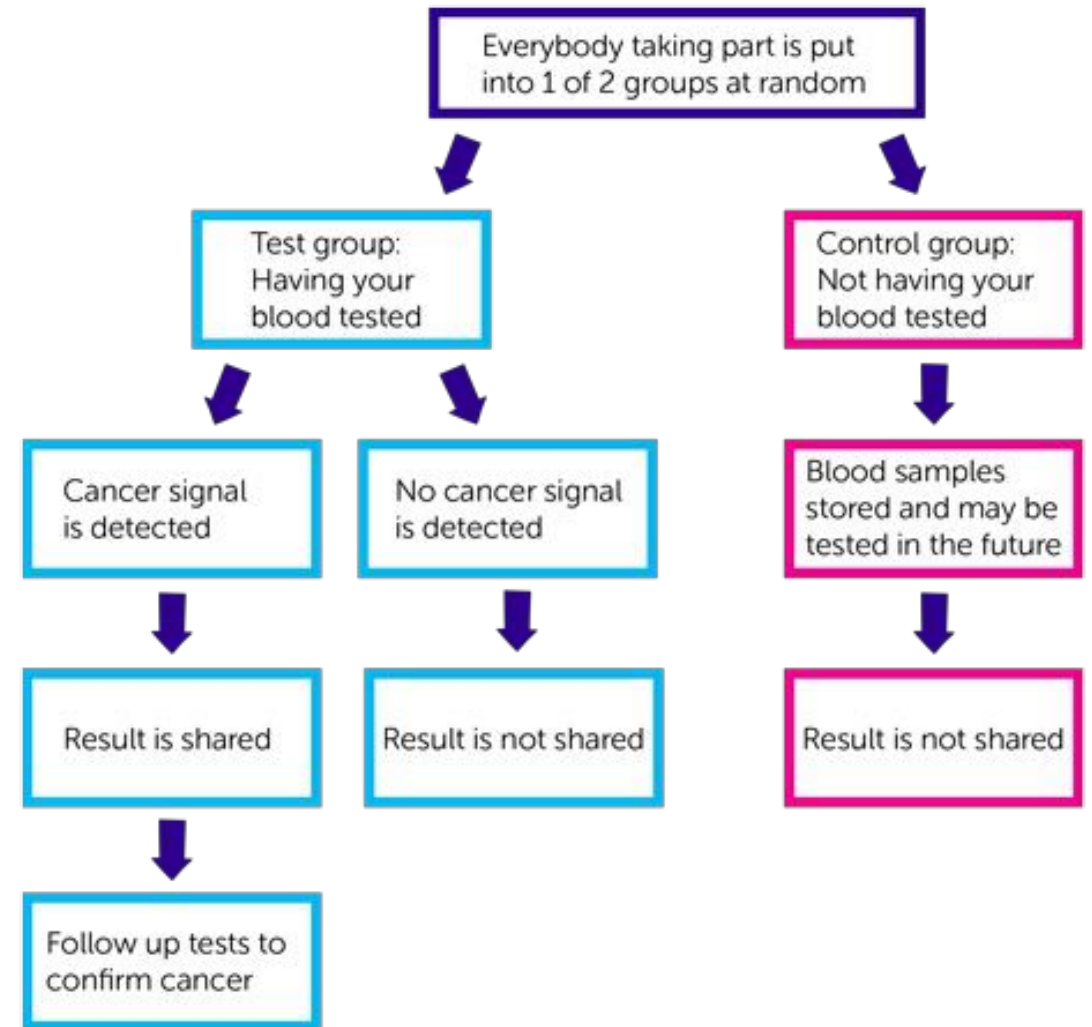 Everybody taking part is put
into 1 of 2 groups at random
Test group:
Having your
blood tested
Control group:
Not having your
blood tested
Cancer signal
is detected
No cancer signal
is detected
Blood samples
stored and may be
tested in the future
Result is shared
Result is not shared
Result is not shared
Follow up tests to
confirm cancer